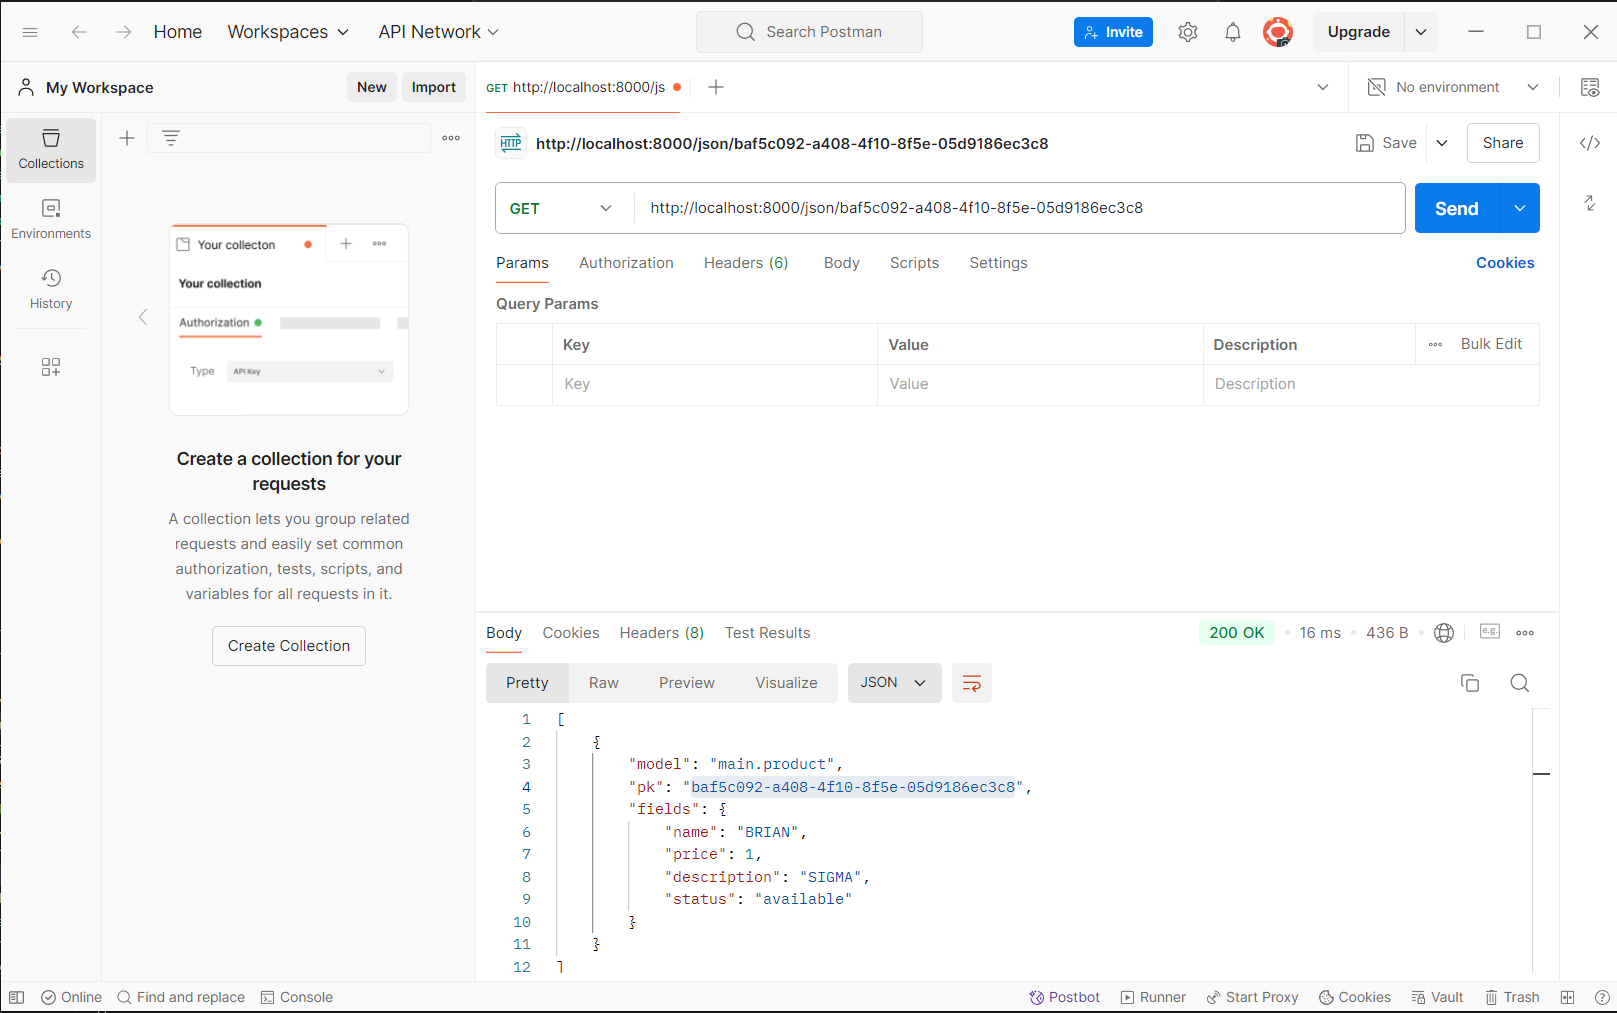 Home Workspaces API Network Search Postman Invite Upgrade
My Workspace New Import GET http://localhost:8000/js No environment
Collections
Environments
History
Your collecton
Your collection
Authorization
Type API Key
Create a collection for your
requests
A collection lets you group related
requests and easily set common
authorization, tests, scripts, and
variables for all requests in it.
Create Collection
HTTP http://localhost:8000/json/baf5c092-a408-4f10-8f5e-05d9186ec3c8 Save Share
GET http://localhost:8000/json/baf5c092-a408-4f10-8f5e-05d9186ec3c8 Send
Params Authorization Headers (6) Body Scripts Settings Cookies
Query Params
Key Value Description Bulk Edit
Key Value Description
Body Cookies Headers (8) Test Results 200 OK 16 ms 436 B e.g.
Pretty Raw Preview Visualize JSON
1 [
2 {
3 "model": "main.product",
4 "pk": "baf5c092-a408-4f10-8f5e-05d9186ec3c8",
5 "fields": {
6 "name": "BRIAN",
7 "price": 1,
8 "description": "SIGMA",
9 "status": "available"
10 }
11 }
12 ]
Online Find and replace Console Postbot Runner Start Proxy Cookies Vault Trash